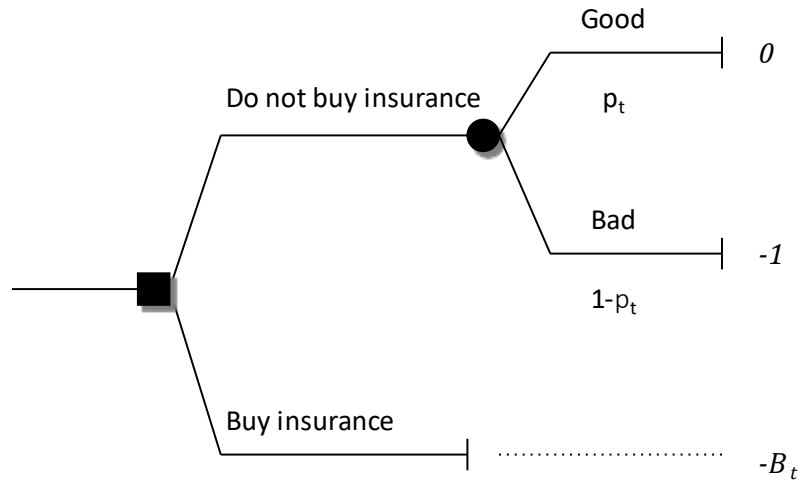 Good
0
Do not buy insurance
pₜ
Bad
-1
1-pₜ
Buy insurance
-Bₜ